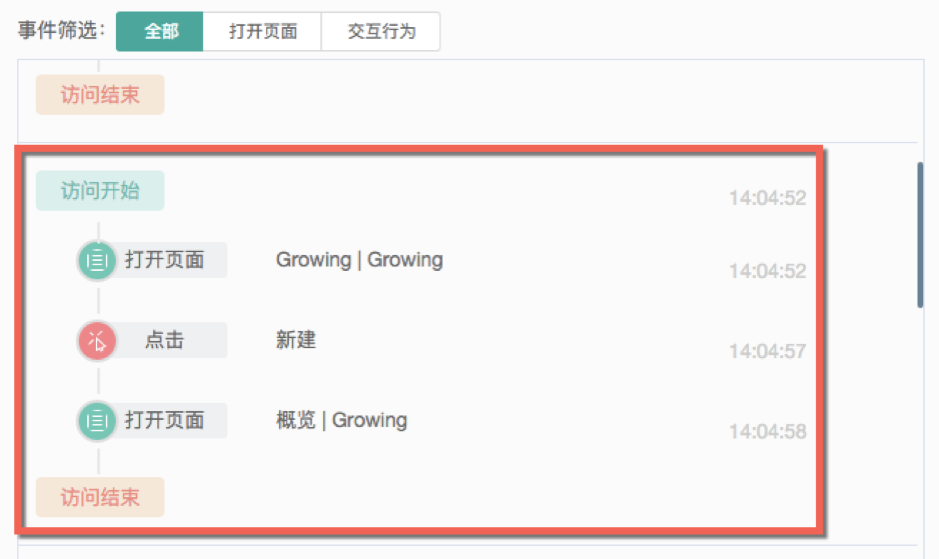 事件筛选: 全部 打开页面 交互行为
访问结束
访问开始 14:04:52
打开页面 Growing | Growing 14:04:52
点击 新建 14:04:57
打开页面 概览 | Growing 14:04:58
访问结束